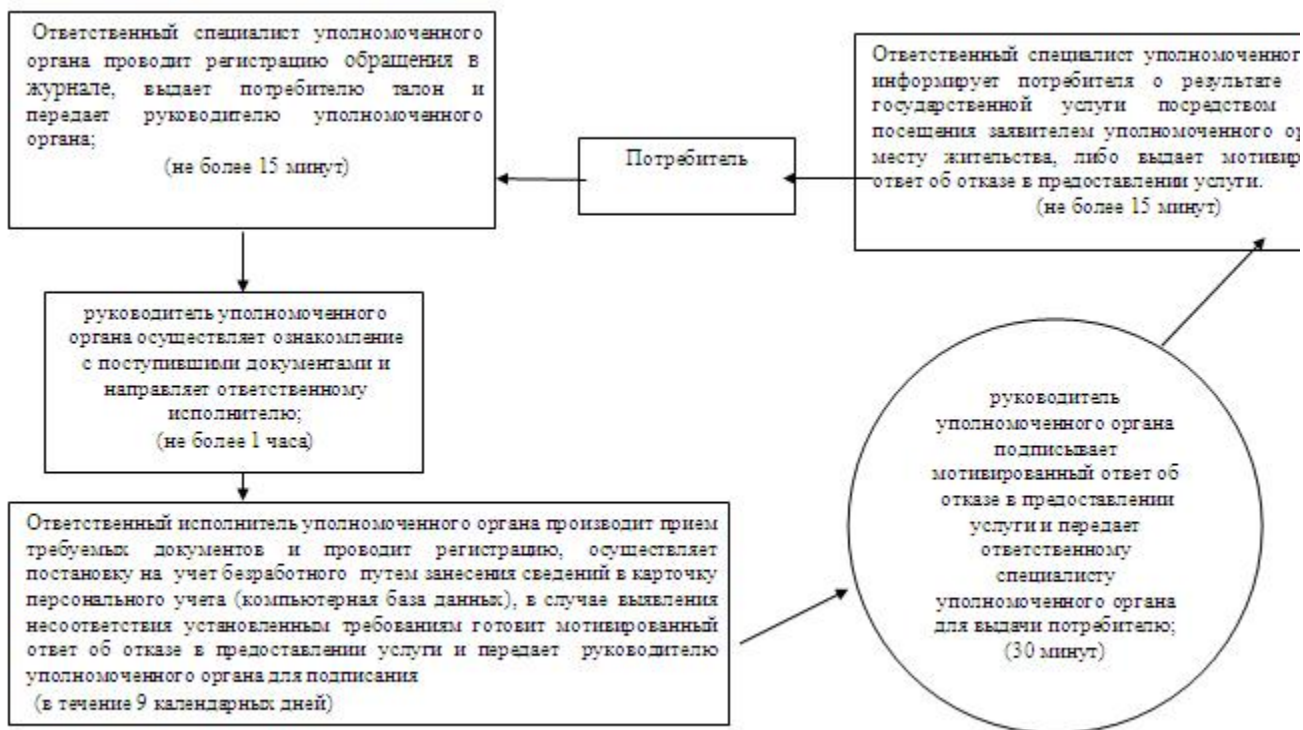 Ответственный специалист уполномоченного
органа проводит регистрацию обращения в
журнале, выдает потребителю талон и
передает руководителю уполномоченного
органа;
(не более 15 минут)
Потребитель
Ответственный специалист уполномоченного
информирует потребителя о результате
государственной услуги посредством
посещения заявителем уполномоченного
месту жительства, либо выдает
ответ об отказе в предоставлении услуги.
(не более 15 минут)
руководитель уполномоченного
органа осуществляет ознакомление
с поступившими документами и
направляет ответственному
исполнителю;
(не более 1 часа)
Ответственный исполнитель уполномоченного органа производит прием
требуемых документов и проводит регистрацию, осуществляет
постановку на учет безработного путем занесения сведений в карточку
персонального учета (компьютерная база данных), в случае выявления
несоответствия установленным требованиям готовит мотивированный
ответ об отказе в предоставлении услуги и передает руководителю
уполномоченного органа для подписания
(в течение 9 календарных дней)
руководитель
уполномоченного органа
подписывает
мотивированный ответ об
отказе в предоставлении
услуги и передает
ответственному
специалисту
уполномоченного органа
для выдачи потребителю;
(30 минут)